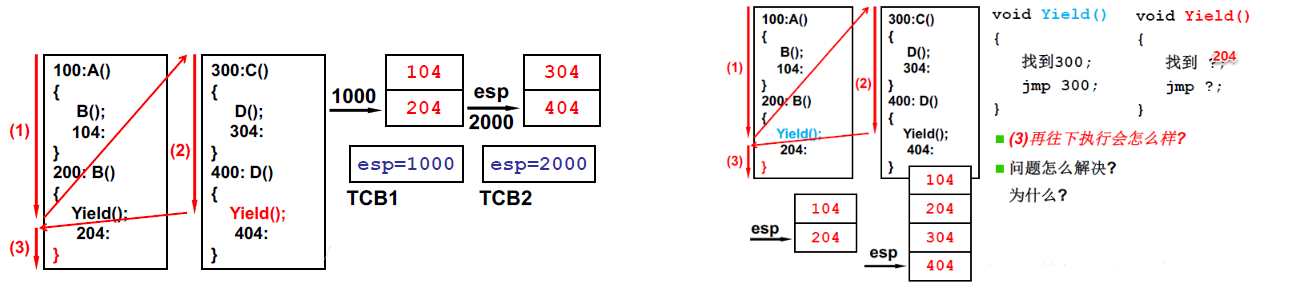 100:A()
{
B();
104:
}
200: B()
{
Yield();
204:
}
(1)
(2)
(3)
300:C()
{
D();
304:
}
400: D()
{
Yield();
404:
}
1000
104
204
esp
2000
304
404
esp=1000
esp=2000
TCB1
TCB2
100:A()
{
B();
104:
}
200: B()
{
Yield();
204:
}
(1)
(2)
(3)
300:C()
{
D();
304:
}
400: D()
{
Yield();
404:
}
esp
104
204
esp
104
204
304
404
void Yield()
{
找到300;
jmp 300;
}
void Yield()
{
找到 ?;
204
jmp ?;
}
(3)再往下执行会怎么样?
问题怎么解决?
为什么?